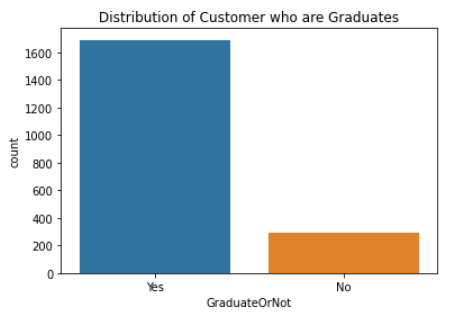 Distribution of Customer who are Graduates
1600
1400
1200
1000
800
600
400
200
0
count
Yes
No
GraduateOrNot